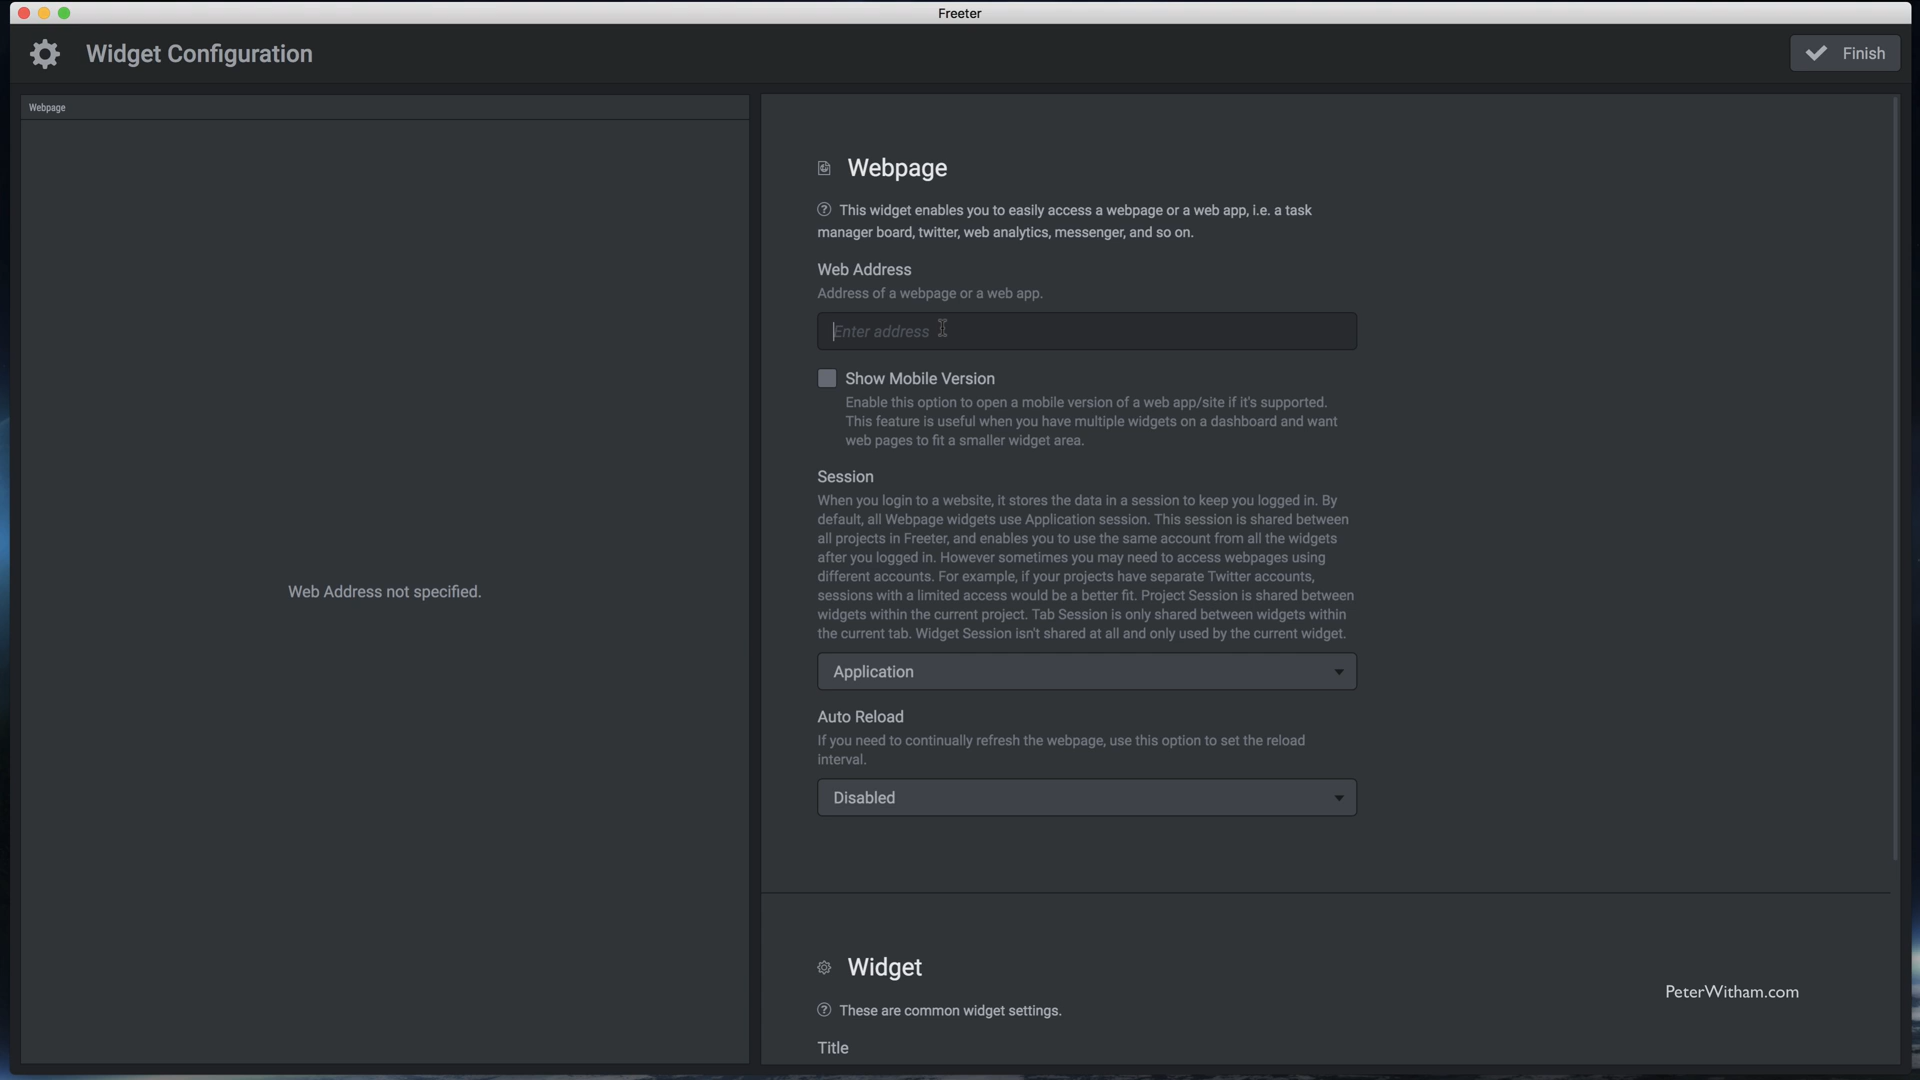 Freeter
Widget Configuration
Finish
Webpage
Webpage
This widget enables you to easily access a webpage or a web app, i.e. a task
manager board, twitter, web analytics, messenger, and so on.
Web Address
Address of a webpage or a web app.
Enter address
Show Mobile Version
Enable this option to open a mobile version of a web app/site if it's supported.
This feature is useful when you have multiple widgets on a dashboard and want
web pages to fit a smaller widget area.
Session
When you login to a website, it stores the data in a session to keep you logged in. By
default, all Webpage widgets use Application session. This session is shared between
all projects in Freeter, and enables you to use the same account from all the widgets
after you logged in. However sometimes you may need to access webpages using
different accounts. For example, if your projects have separate Twitter accounts,
sessions with a limited access would be a better fit. Project Session is shared between
widgets within the current project. Tab Session is only shared between widgets within
the current tab. Widget Session isn't shared at all and only used by the current widget.
Web Address not specified.
Application
Auto Reload
If you need to continually refresh the webpage, use this option to set the reload
interval.
Disabled
Widget
These are common widget settings.
Title
PeterWitham.com